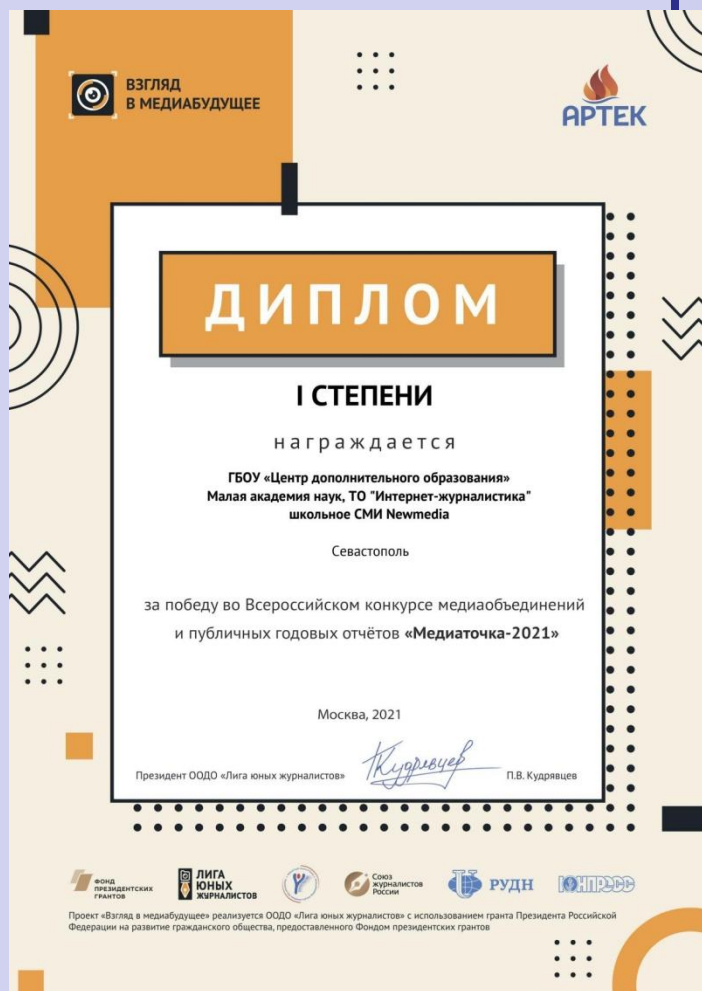 ВЗГЛЯД
В МЕДИАБУДУЩЕЕ
АРТЕК
ДИПЛОМ
I СТЕПЕНИ
награждается
ГБОУ «Центр дополнительного образования»
Малая академия наук, ТО "Интернет-журналистика"
школьное СМИ Newmedia
Севастополь
за победу во Всероссийском конкурсе медиаобъединений
и публичных годовых отчётов «Медиаточка-2021»
Москва, 2021
Президент ООДО «Лига юных журналистов»
Кудрявцев
П.В. Кудрявцев
ФОНД
ПРЕЗИДЕНТСКИХ
ГРАНТОВ
ЛИГА
ЮНЫХ
ЖУРНАЛИСТОВ
Союз
журналистов
России
РУДН
ЮНПРЕСС
Проект «Взгляд в медиабудущее» реализуется ООДО «Лига юных журналистов» с использованием гранта Президента Российской
Федерации на развитие гражданского общества, предоставленного Фондом президентских грантов